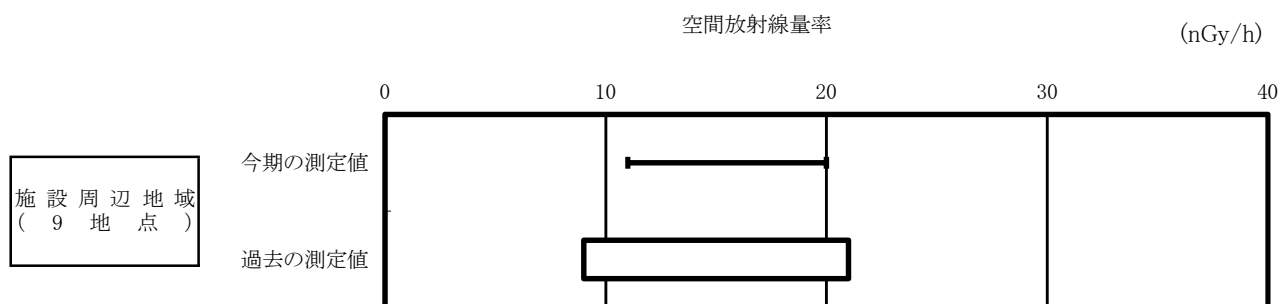 空間放射線量率
(nGy/h)
0 10 20 30 40
今期の測定値
施設周辺地域
(9地点)
過去の測定値